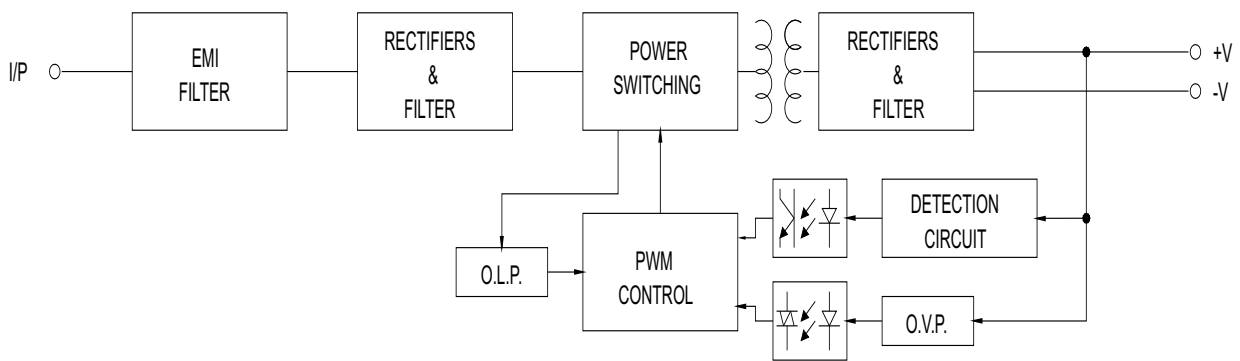 I/P
EMI
FILTER
RECTIFIERS
&
FILTER
POWER
SWITCHING
RECTIFIERS
&
FILTER
+V
-V
O.L.P.
PWM
CONTROL
DETECTION
CIRCUIT
O.V.P.